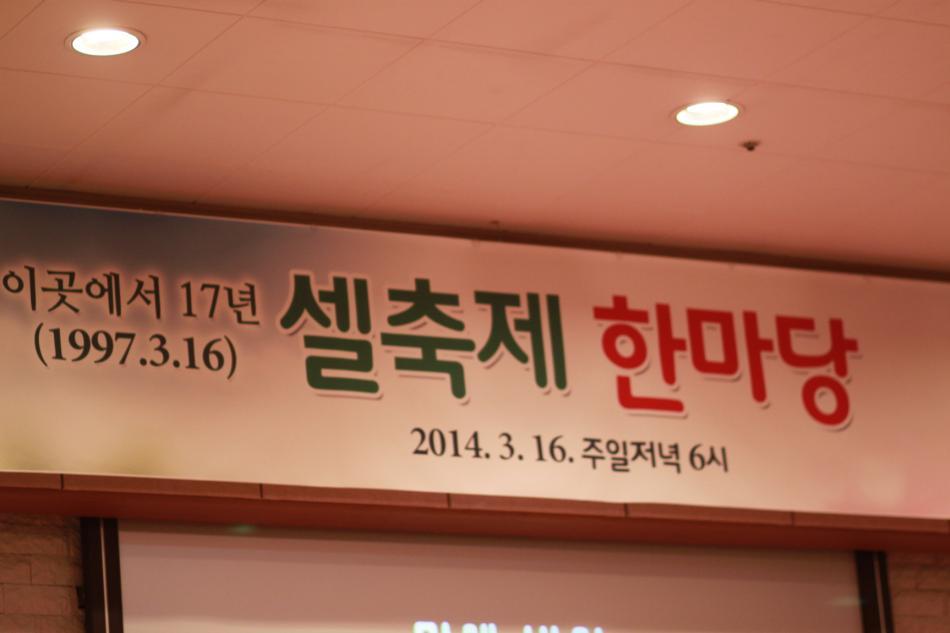 이곳에서 17년
(1997.3.16)
셀축제 한마당
2014. 3. 16. 주일저녁 6시